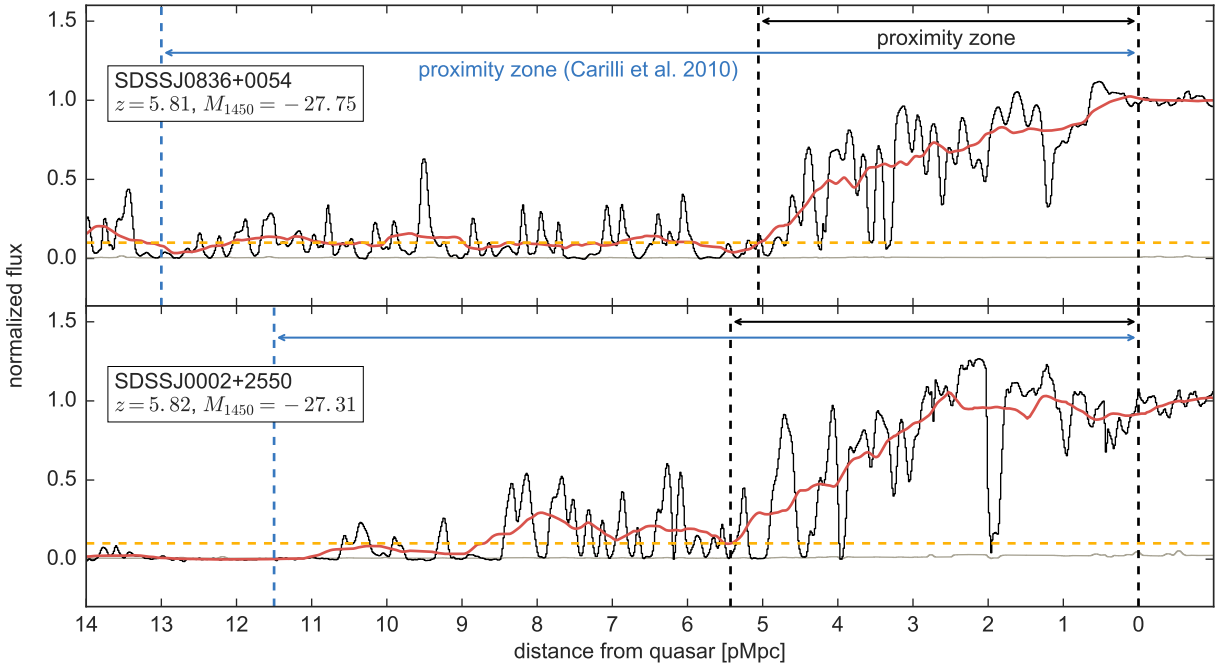 proximity zone
proximity zone (Carilli et al. 2010)
SDSSJ0836+0054
z = 5.81, M1450 = −27.75
1.5
1.0
0.5
0.0
SDSSJ0002+2550
z = 5.82, M1450 = −27.31
1.5
1.0
0.5
0.0
normalized flux
14 13 12 11 10 9 8 7 6 5 4 3 2 1 0
distance from quasar [pMpc]